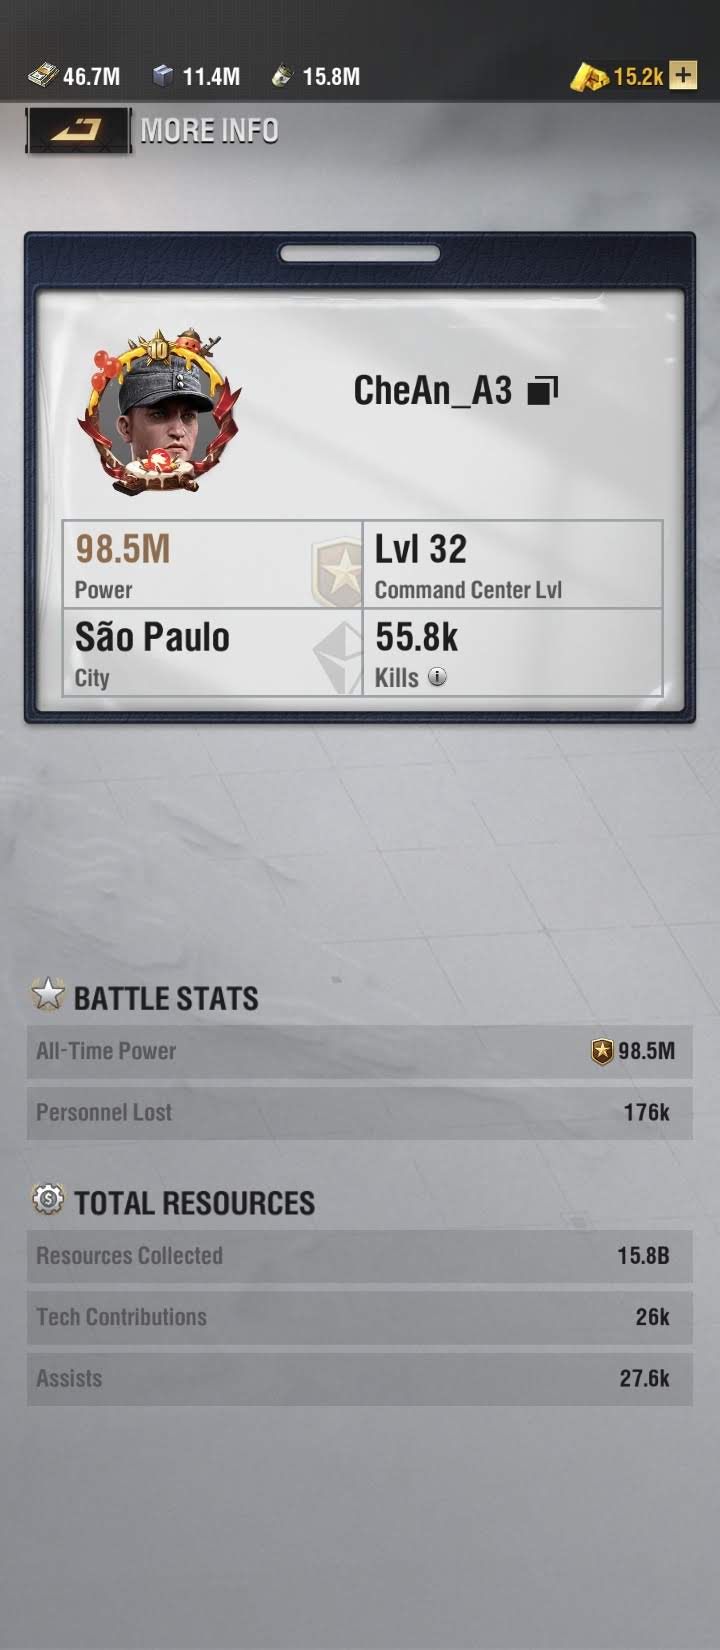 46.7M 11.4M 15.8M 15.2k +
MORE INFO
10
CheAn_A3
98.5M Lvl 32
Power Command Center Lvl
São Paulo 55.8k
City Kills i
BATTLE STATS
All-Time Power 98.5M
Personnel Lost 176k
TOTAL RESOURCES
Resources Collected 15.8B
Tech Contributions 26k
Assists 27.6k